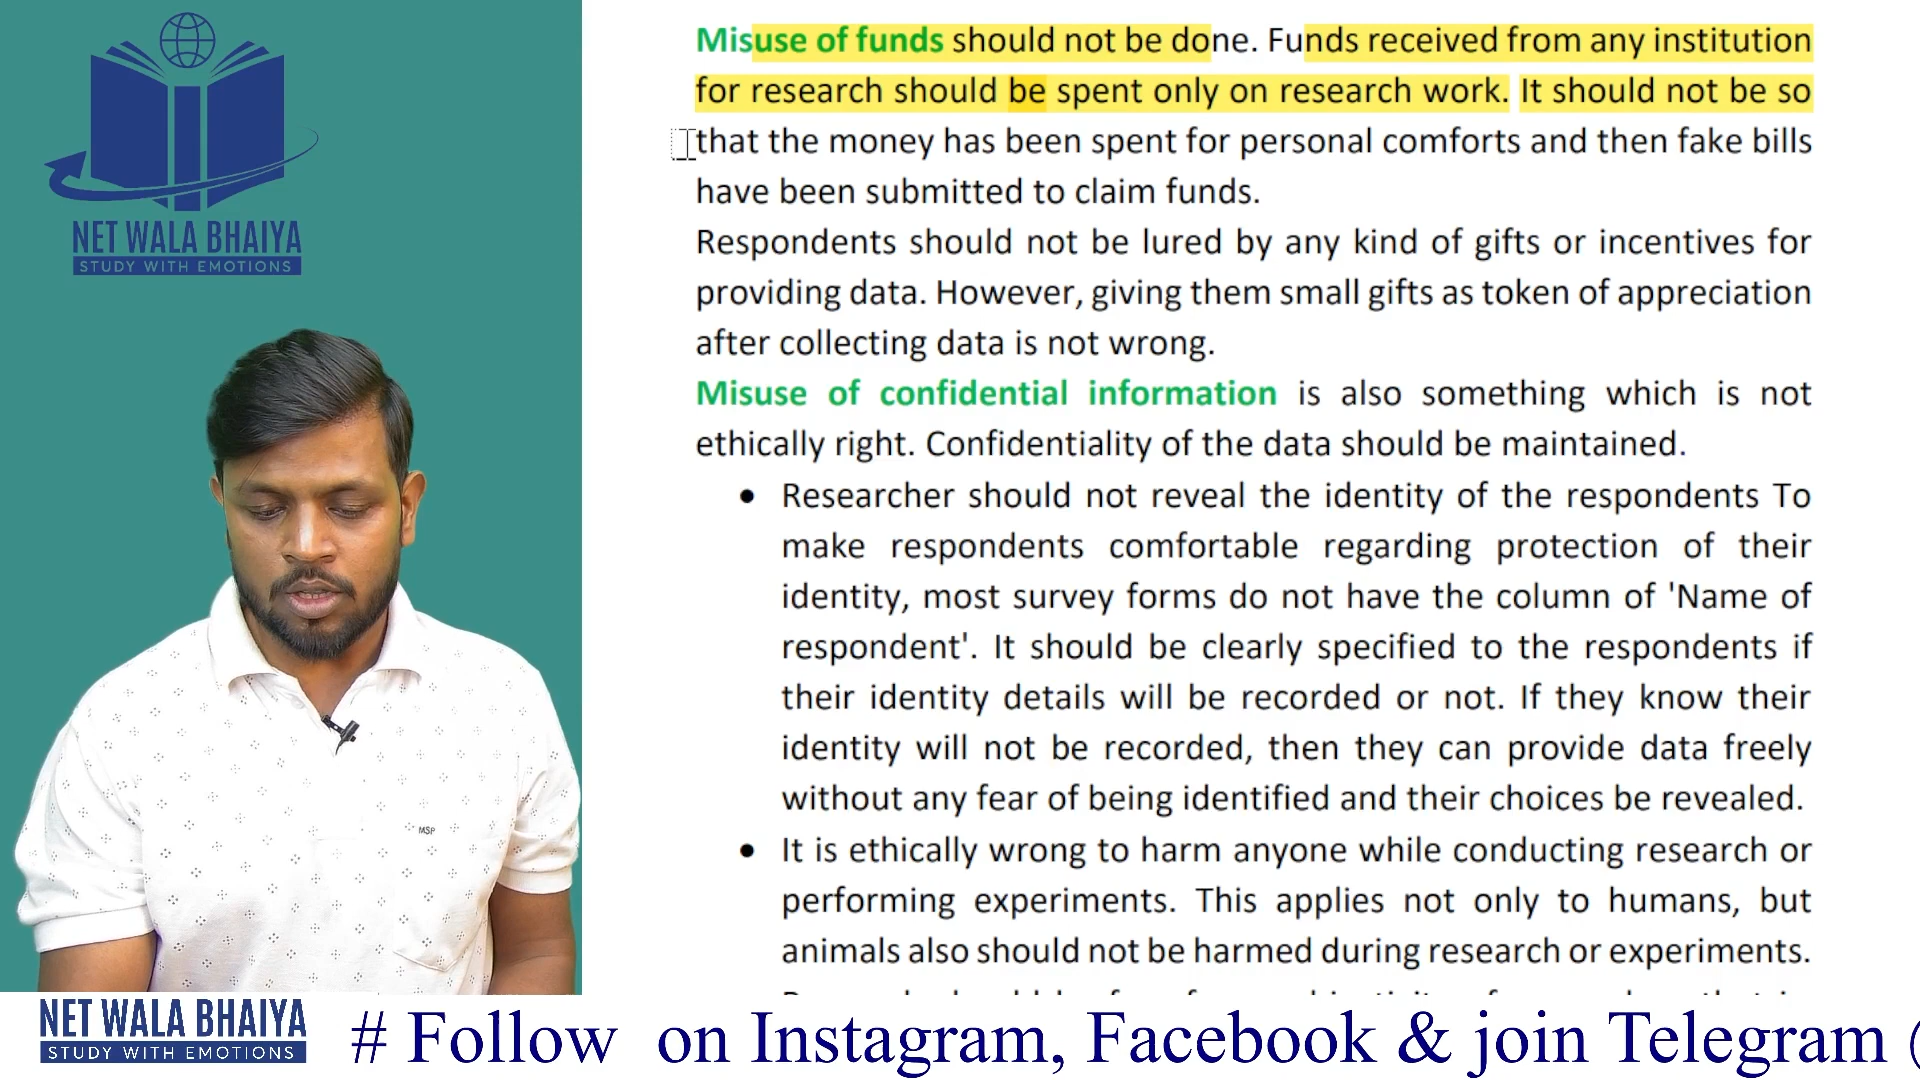 NET WALA BHAIYA
STUDY WITH EMOTIONS
Misuse of funds should not be done. Funds received from any institution
for research should be spent only on research work. It should not be so
that the money has been spent for personal comforts and then fake bills
have been submitted to claim funds.
Respondents should not be lured by any kind of gifts or incentives for
providing data. However, giving them small gifts as token of appreciation
after collecting data is not wrong.
Misuse of confidential information is also something which is not
ethically right. Confidentiality of the data should be maintained.
• Researcher should not reveal the identity of the respondents To
make respondents comfortable regarding protection of their
identity, most survey forms do not have the column of 'Name of
respondent'. It should be clearly specified to the respondents if
their identity details will be recorded or not. If they know their
identity will not be recorded, then they can provide data freely
without any fear of being identified and their choices be revealed.
• It is ethically wrong to harm anyone while conducting research or
performing experiments. This applies not only to humans, but
animals also should not be harmed during research or experiments.
MSP
NET WALA BHAIYA
STUDY WITH EMOTIONS
# Follow on Instagram, Facebook & join Telegram